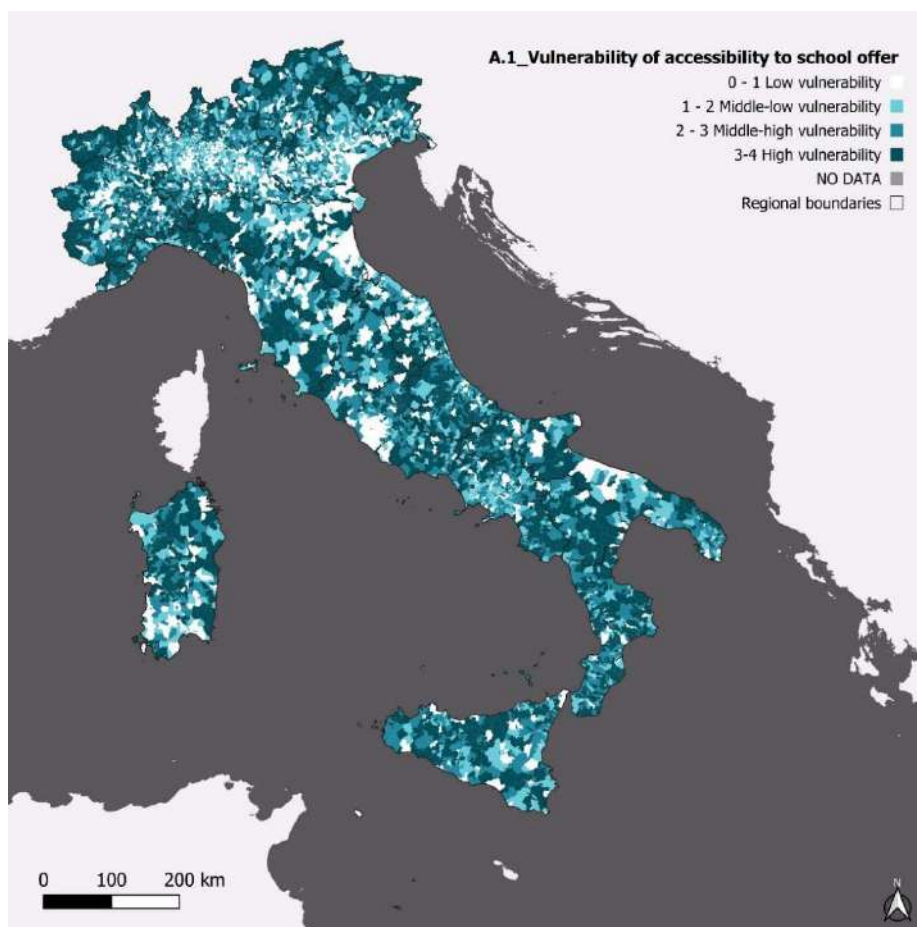 A.1_Vulnerability of accessibility to school offer
0 - 1 Low vulnerability
1 - 2 Middle-low vulnerability
2 - 3 Middle-high vulnerability
3-4 High vulnerability
NO DATA
Regional boundaries
0 100 200 km
N